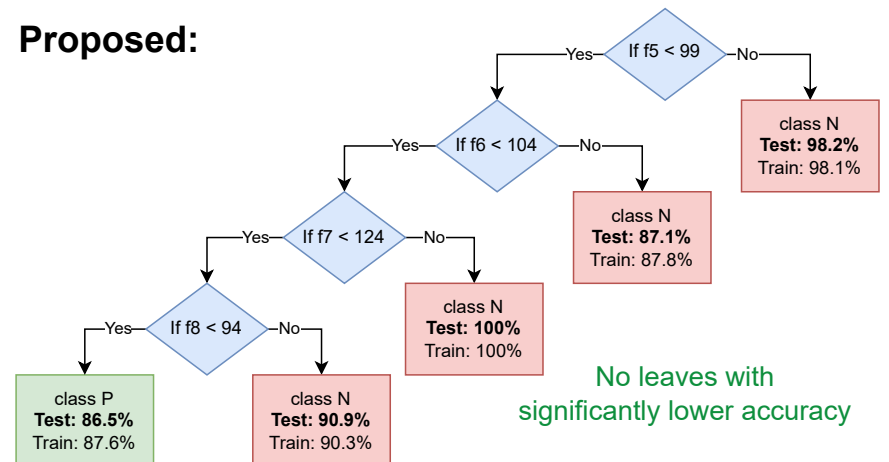 Proposed:
If f5 < 99
Yes
No
class N
Test: 98.2%
Train: 98.1%
If f6 < 104
Yes
No
class N
Test: 87.1%
Train: 87.8%
If f7 < 124
Yes
No
class N
Test: 100%
Train: 100%
If f8 < 94
Yes
No
class P
Test: 86.5%
Train: 87.6%
class N
Test: 90.9%
Train: 90.3%
No leaves with
significantly lower accuracy